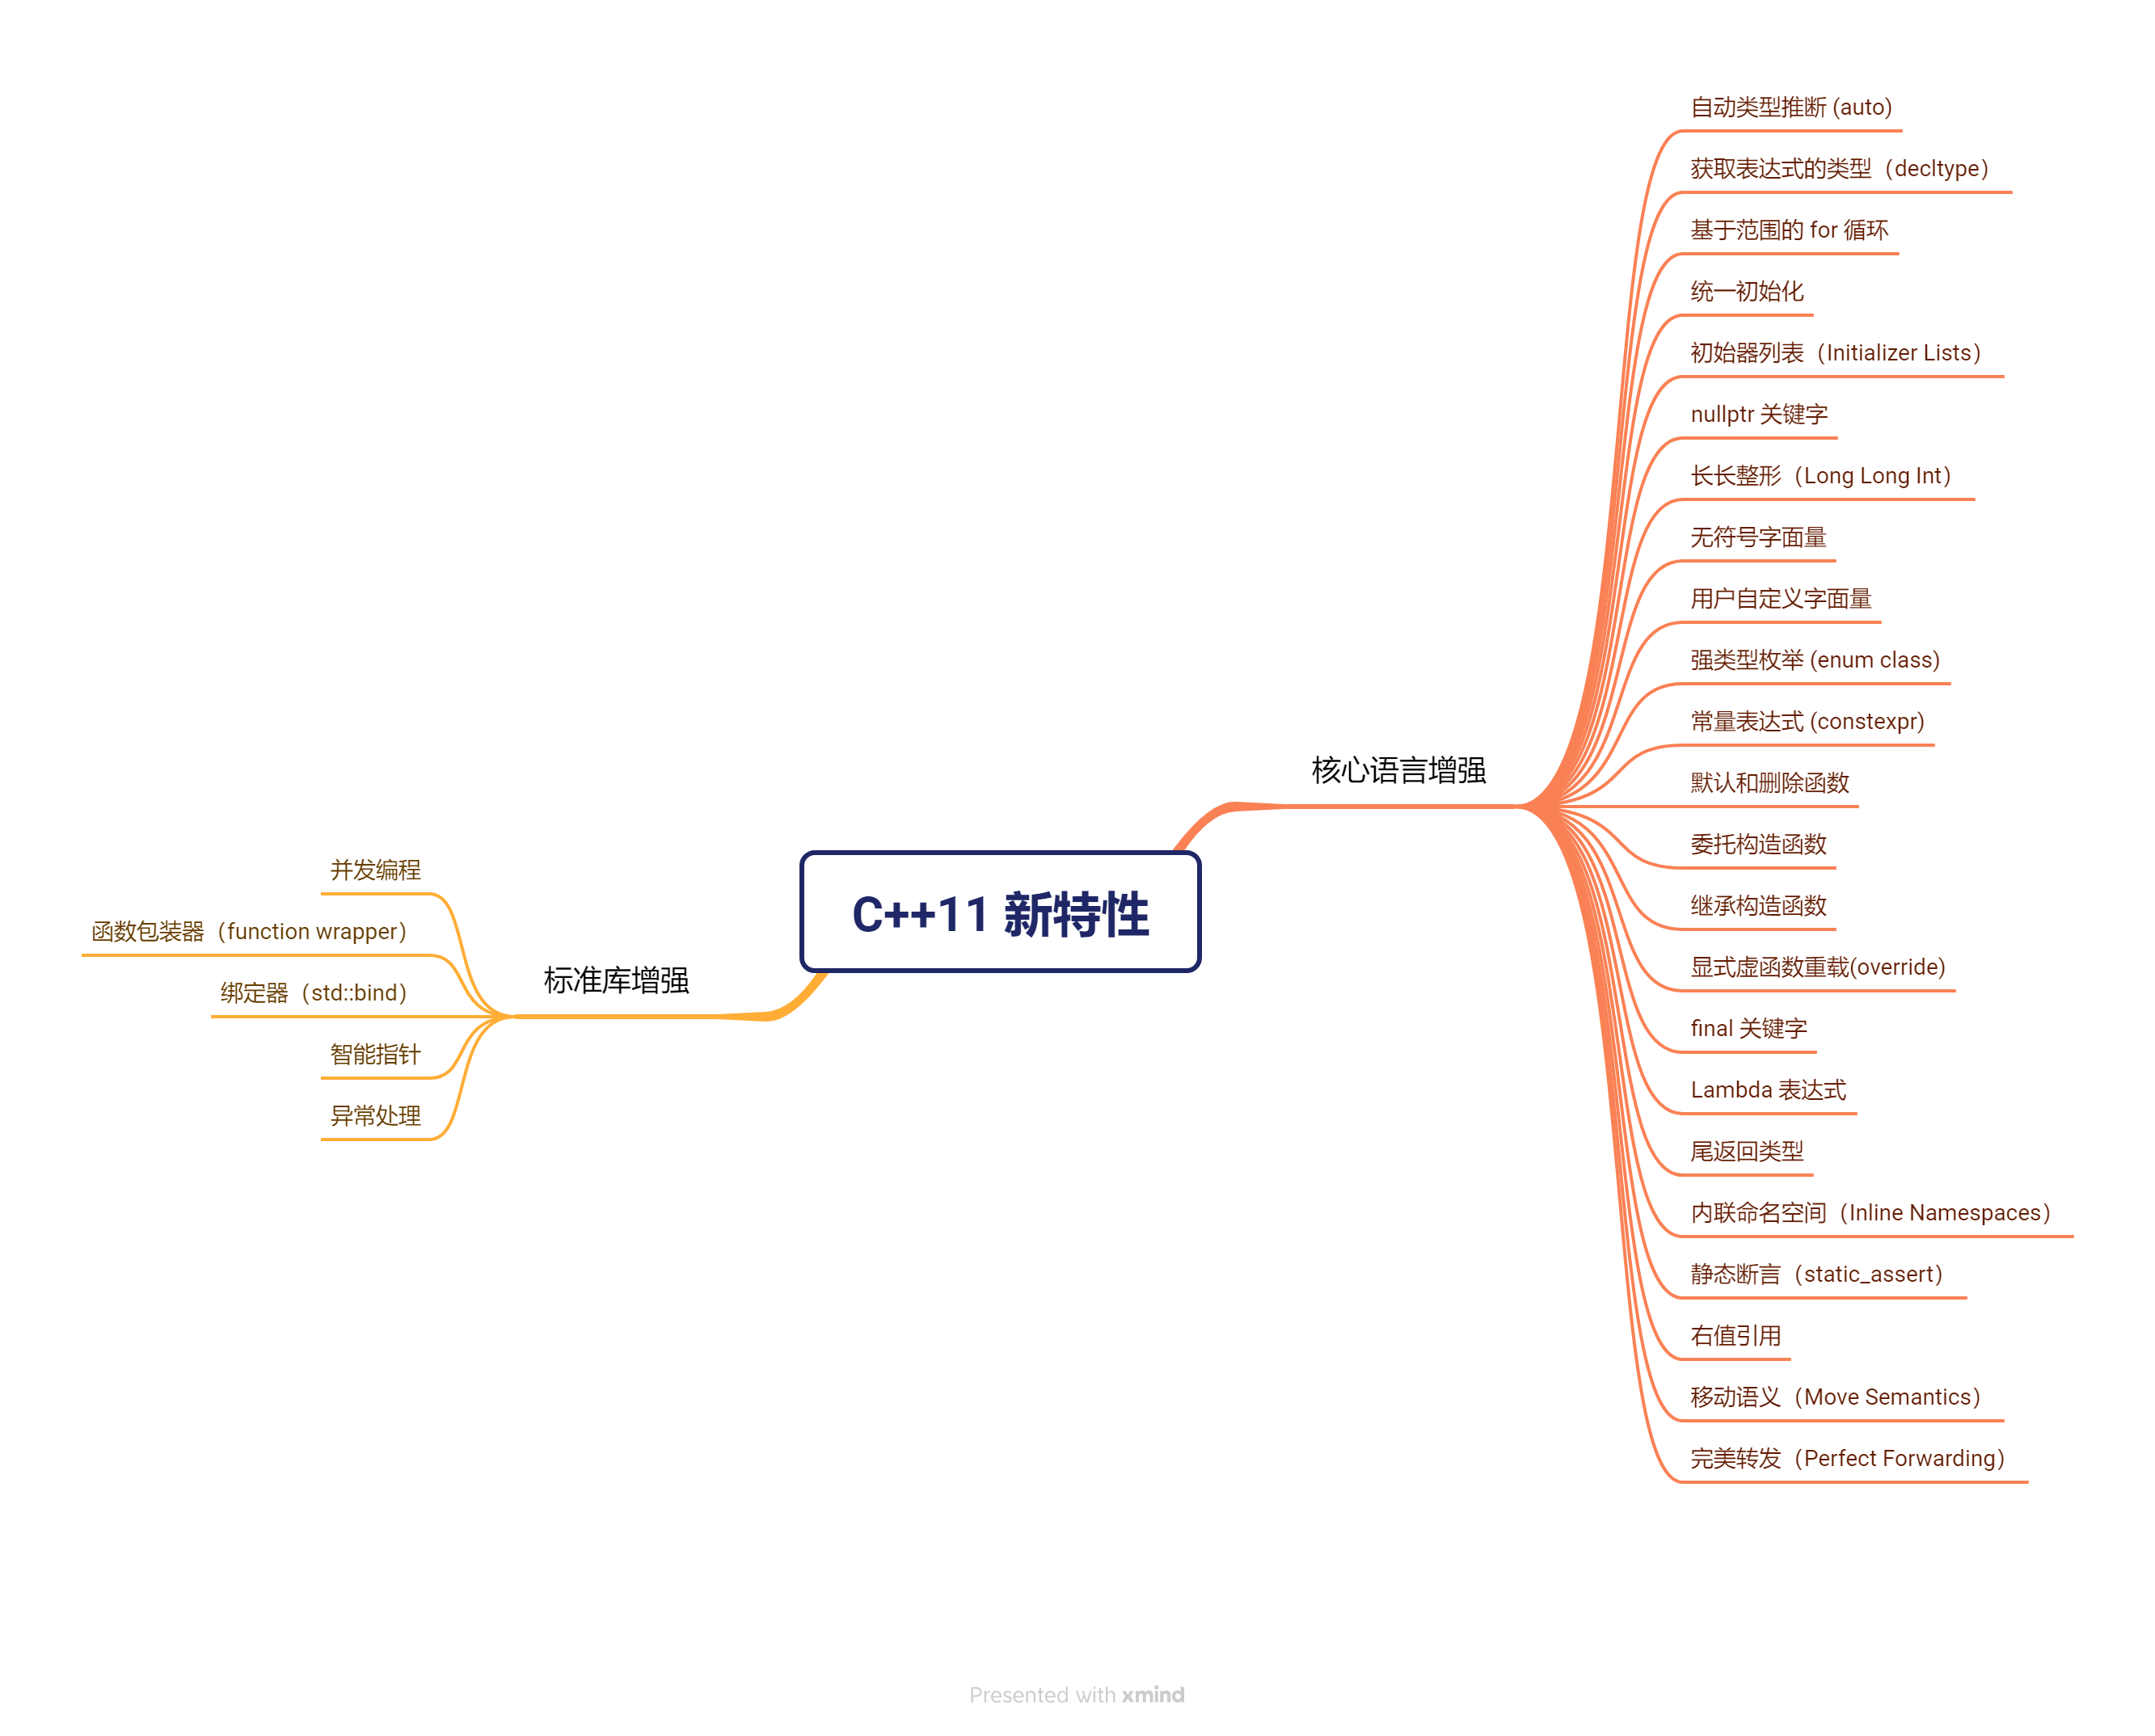 C++11 新特性
核心语言增强
自动类型推断 (auto)
获取表达式的类型（decltype）
基于范围的 for 循环
统一初始化
初始器列表（Initializer Lists）
nullptr 关键字
长长整形（Long Long Int）
无符号字面量
用户自定义字面量
强类型枚举 (enum class)
常量表达式 (constexpr)
默认和删除函数
委托构造函数
继承构造函数
显式虚函数重载(override)
final 关键字
Lambda 表达式
尾返回类型
内联命名空间（Inline Namespaces）
静态断言（static_assert）
右值引用
移动语义（Move Semantics）
完美转发（Perfect Forwarding）
标准库增强
并发编程
函数包装器（function wrapper）
绑定器（std::bind）
智能指针
异常处理
Presented with xmind